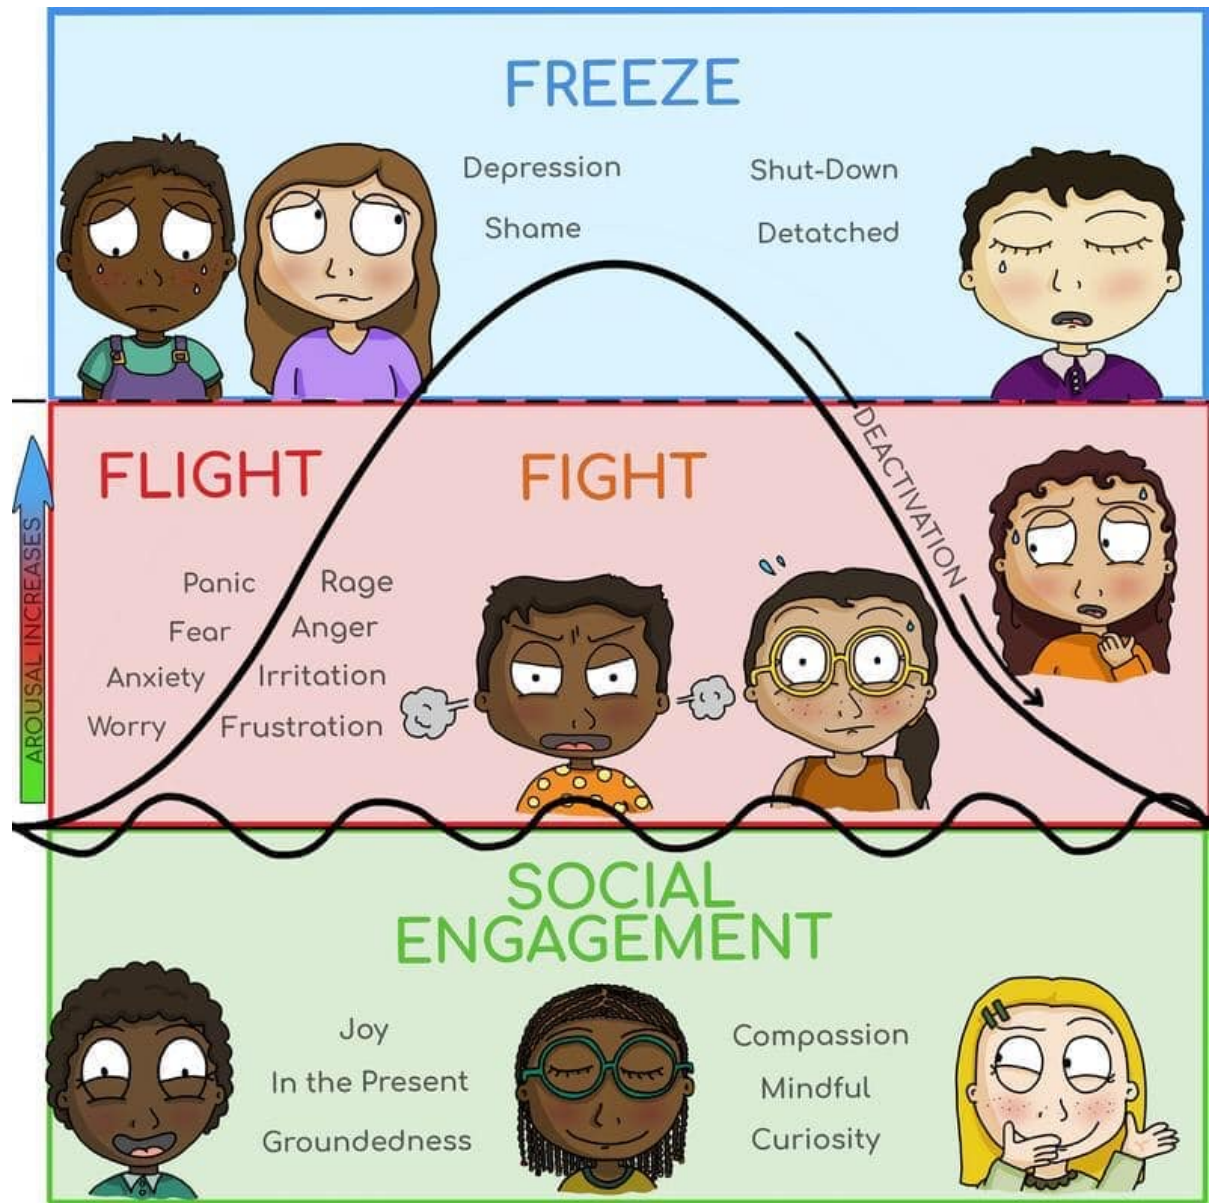 FREEZE
Depression
Shut-Down
Shame
Detatched
FLIGHT
FIGHT
DEACTIVATION
AROUSAL INCREASES
Panic
Rage
Fear
Anger
Anxiety
Irritation
Worry
Frustration
SOCIAL
ENGAGEMENT
Joy
In the Present
Groundedness
Compassion
Mindful
Curiosity